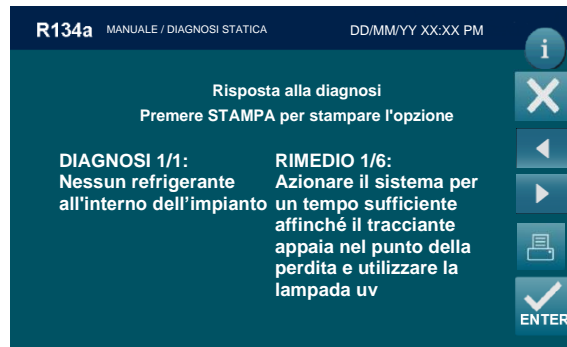 R134a MANUALE / DIAGNOSI STATICA DD/MM/YY XX:XX PM
i
Risposta alla diagnosi
Premere STAMPA per stampare l'opzione
DIAGNOSI 1/1:
Nessun refrigerante
all'interno dell’impianto
RIMEDIO 1/6:
Azionare il sistema per
un tempo sufficiente
affinché il tracciante
appaia nel punto della
perdita e utilizzare la
lampada uv
ENTER